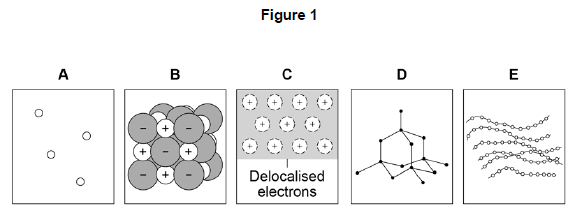 Figure 1
A B C D E
− + − + − + −
+ + + +
+ + +
+ + + +
Delocalised
electrons